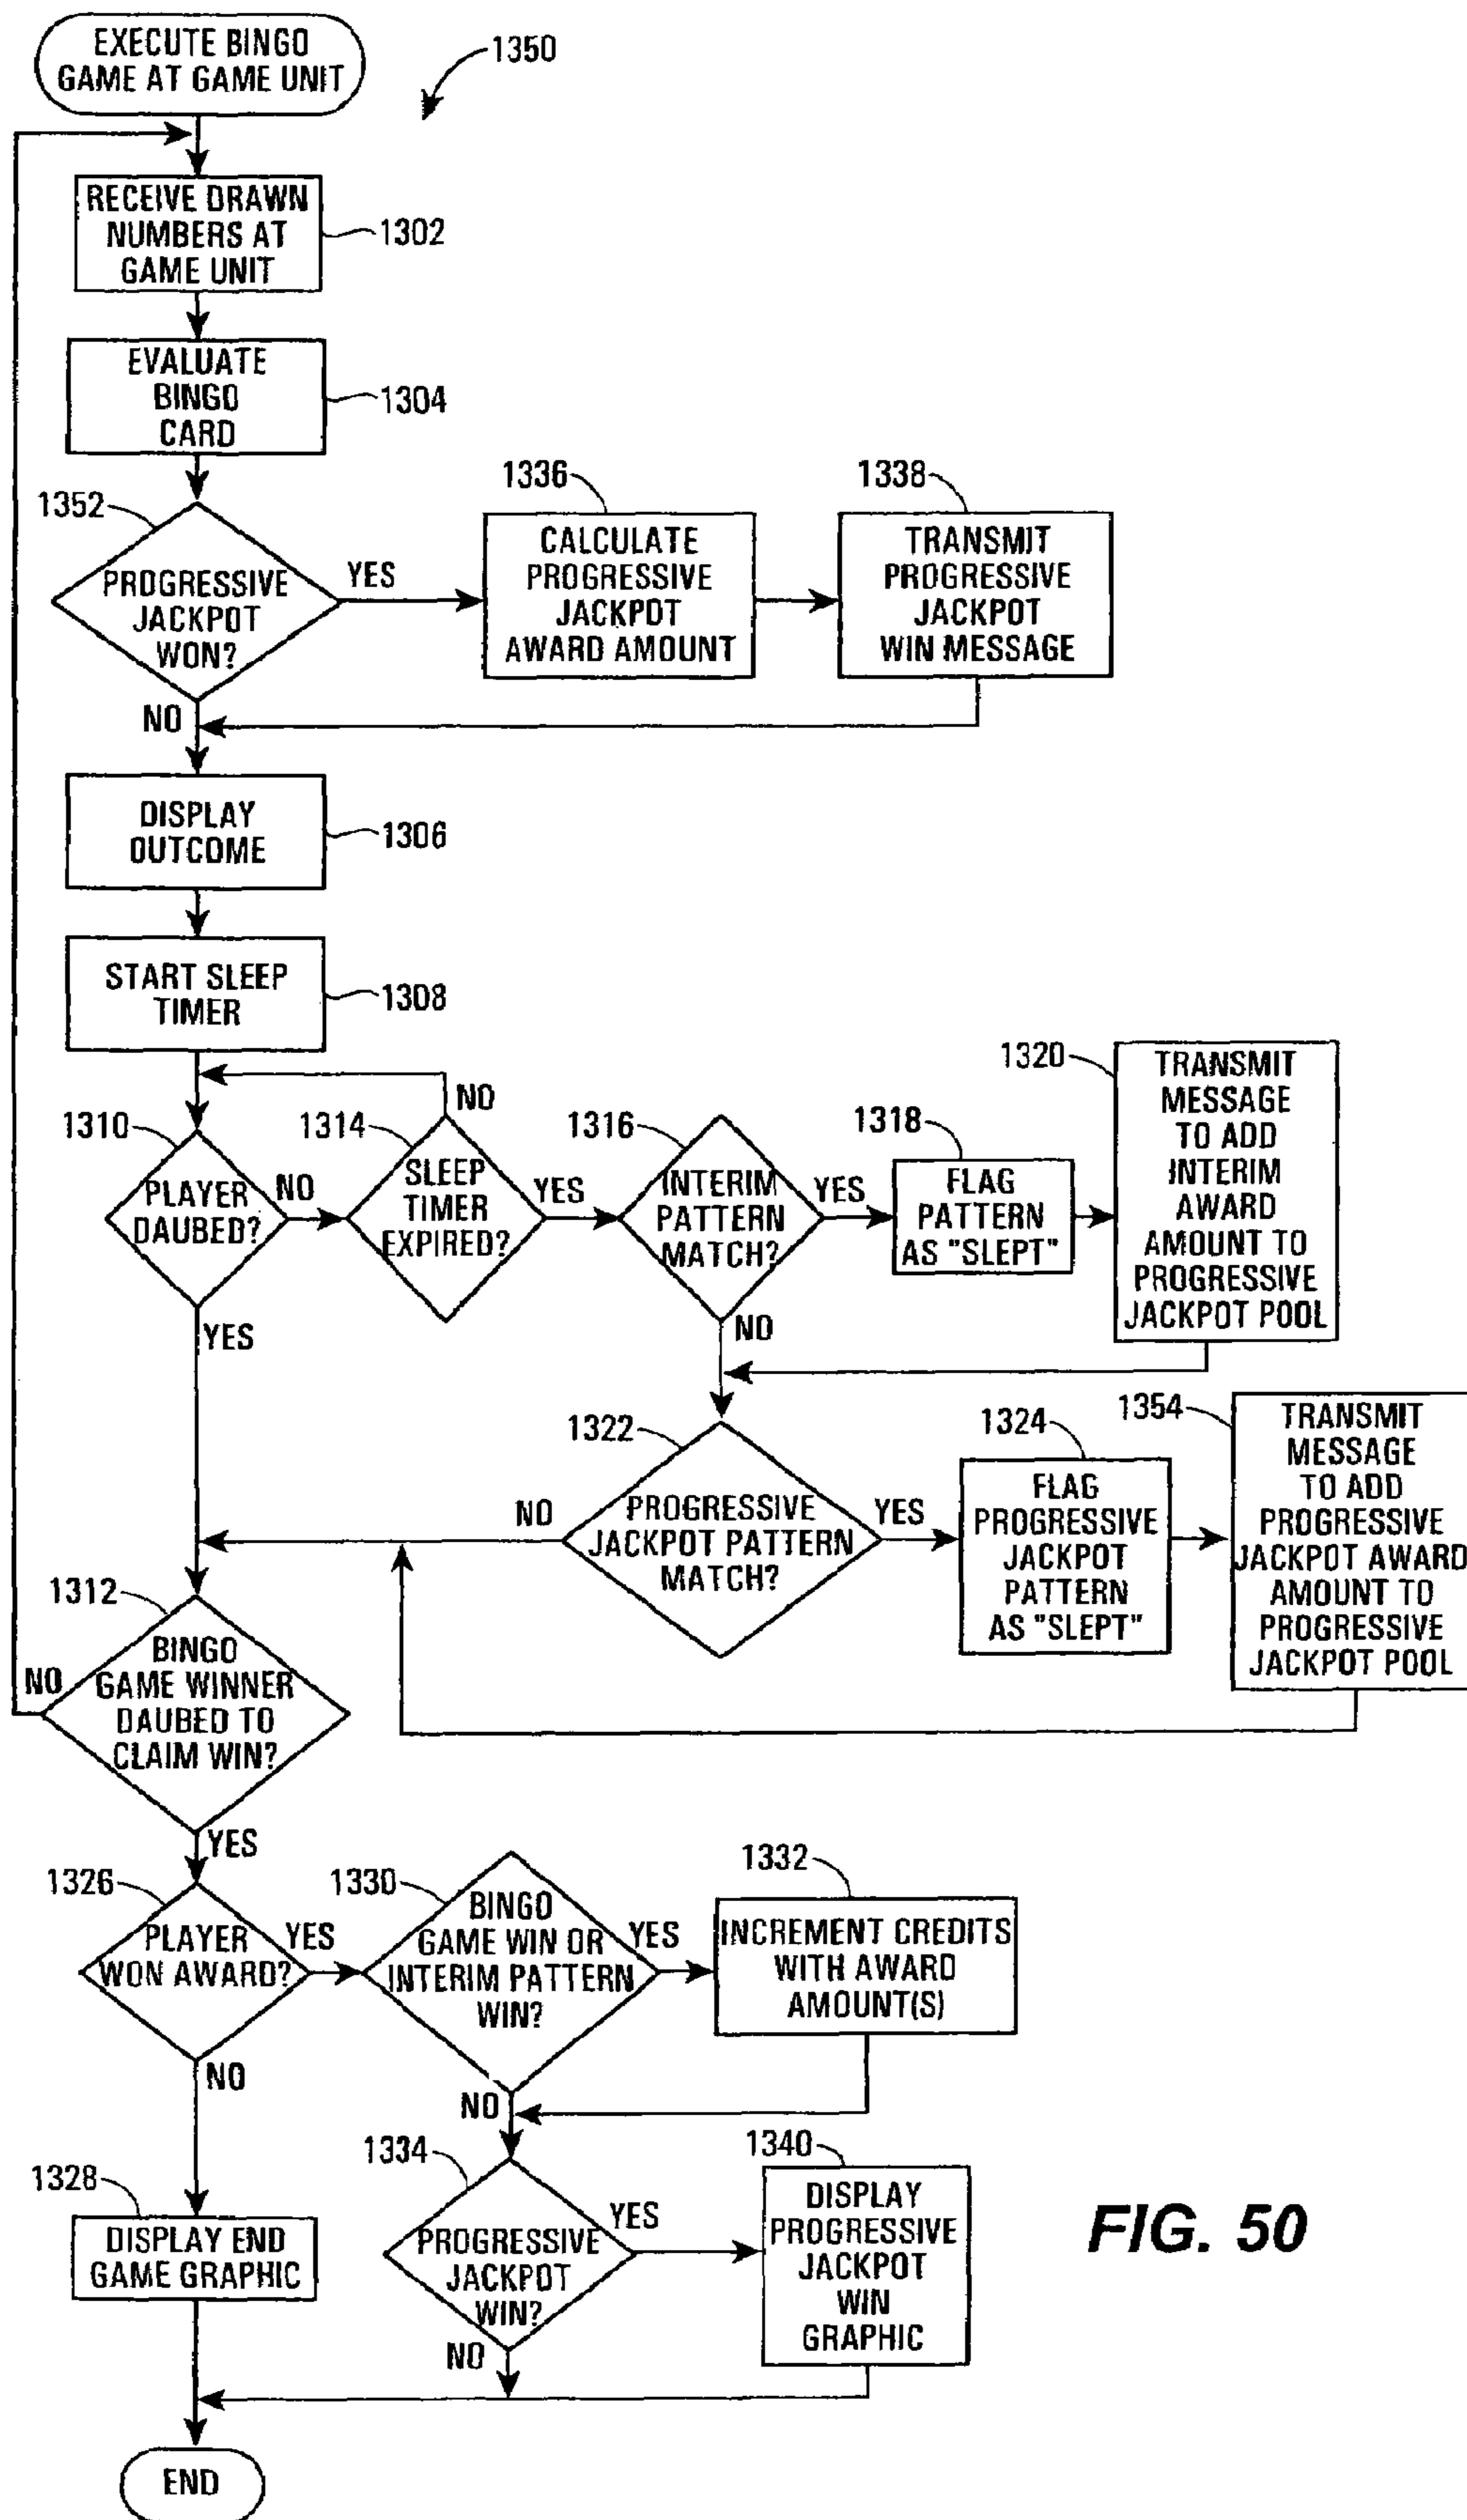 EXECUTE BINGO
GAME AT GAME UNIT
1350
RECEIVE DRAWN
NUMBERS AT
GAME UNIT
1302
EVALUATE
BINGO
CARD
1304
1352
PROGRESSIVE
JACKPOT
WON?
YES
NO
1336
CALCULATE
PROGRESSIVE
JACKPOT
AWARD AMOUNT
1338
TRANSMIT
PROGRESSIVE
JACKPOT
WIN MESSAGE
DISPLAY
OUTCOME
1306
START SLEEP
TIMER
1308
1310
PLAYER
DAUBED?
NO
YES
1314
SLEEP
TIMER
EXPIRED?
NO
YES
1316
INTERIM
PATTERN
MATCH?
YES
NO
1318
FLAG
PATTERN
AS "SLEPT"
1320
TRANSMIT
MESSAGE
TO ADD
INTERIM
AWARD
AMOUNT TO
PROGRESSIVE
JACKPOT POOL
1322
PROGRESSIVE
JACKPOT PATTERN
MATCH?
NO
YES
1324
FLAG
PROGRESSIVE
JACKPOT
PATTERN
AS "SLEPT"
1354
TRANSMIT
MESSAGE
TO ADD
PROGRESSIVE
JACKPOT AWARD
AMOUNT TO
PROGRESSIVE
JACKPOT POOL
1312
BINGO
GAME WINNER
DAUBED TO
CLAIM WIN?
NO
YES
1326
PLAYER
WON AWARD?
YES
NO
1330
BINGO
GAME WIN OR
INTERIM PATTERN
WIN?
YES
NO
1332
INCREMENT CREDITS
WITH AWARD
AMOUNT(S)
1334
PROGRESSIVE
JACKPOT
WIN?
YES
NO
1340
DISPLAY
PROGRESSIVE
JACKPOT
WIN
GRAPHIC
1328
DISPLAY END
GAME GRAPHIC
END
FIG. 50